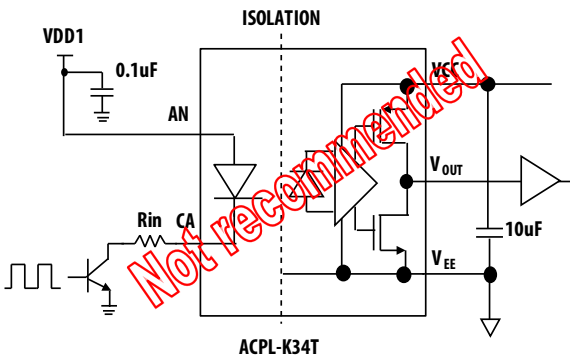 ISOLATION
VDD1
0.1uF
VCC
AN
Not recommended
VOUT
Rin
CA
10uF
VEE
ACPL-K34T